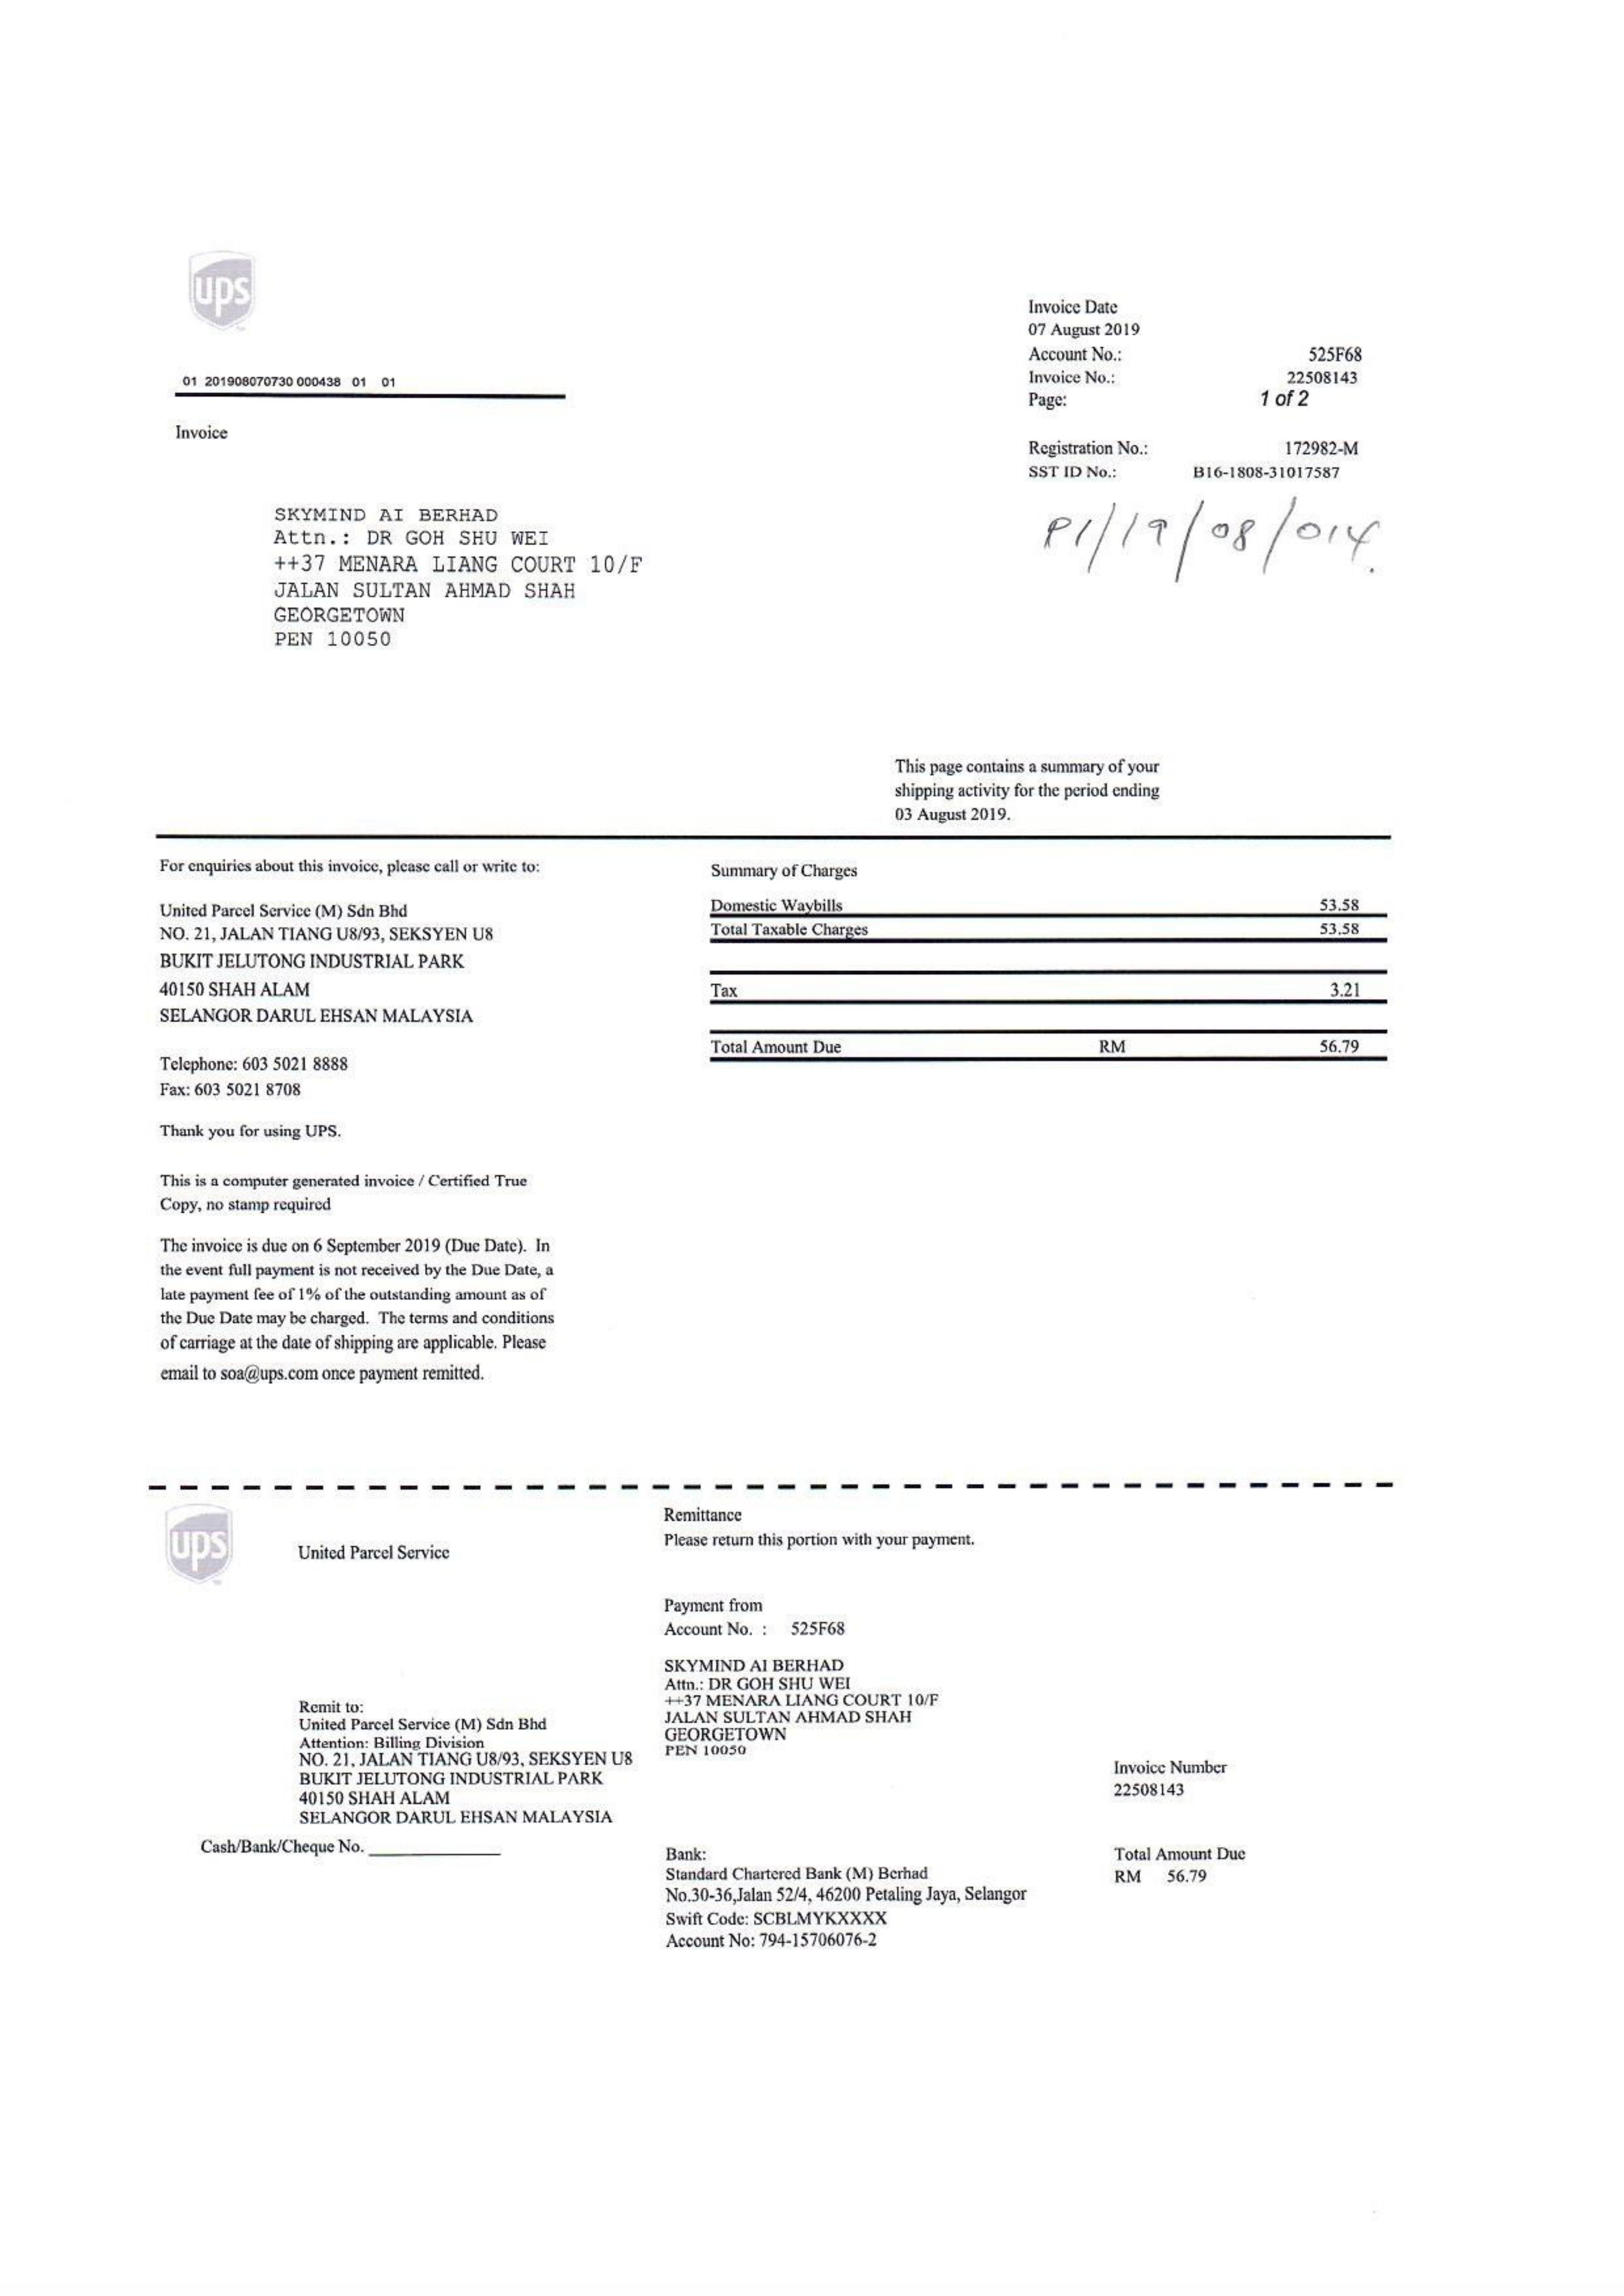 ups
Invoice Date
07 August 2019
Account No.: 525F68
01 201908070730 000438 01 01
Invoice No.: 22508143
Page: 1 of 2
Invoice
Registration No.: 172982-M
SST ID No.: B16-1808-31017587
P1/19/08/014.
SKYMIND AI BERHAD
Attn.: DR GOH SHU WEI
++37 MENARA LIANG COURT 10/F
JALAN SULTAN AHMAD SHAH
GEORGETOWN
PEN 10050
This page contains a summary of your
shipping activity for the period ending
03 August 2019.
For enquiries about this invoice, please call or write to:
United Parcel Service (M) Sdn Bhd
NO. 21, JALAN TIANG U8/93, SEKSYEN U8
BUKIT JELUTONG INDUSTRIAL PARK
40150 SHAH ALAM
SELANGOR DARUL EHSAN MALAYSIA
Telephone: 603 5021 8888
Fax: 603 5021 8708
Thank you for using UPS.
This is a computer generated invoice / Certified True
Copy, no stamp required
The invoice is due on 6 September 2019 (Due Date). In
the event full payment is not received by the Due Date, a
late payment fee of 1% of the outstanding amount as of
the Due Date may be charged. The terms and conditions
of carriage at the date of shipping are applicable. Please
email to soa@ups.com once payment remitted.
Summary of Charges
Domestic Waybills 53.58
Total Taxable Charges 53.58
Tax 3.21
Total Amount Due RM 56.79
ups
United Parcel Service
Remittance
Please return this portion with your payment.
Payment from
Account No. : 525F68
SKYMIND AI BERHAD
Attn.: DR GOH SHU WEI
++37 MENARA LIANG COURT 10/F
JALAN SULTAN AHMAD SHAH
GEORGETOWN
PEN 10050
Remit to:
United Parcel Service (M) Sdn Bhd
Attention: Billing Division
NO. 21, JALAN TIANG U8/93, SEKSYEN U8
BUKIT JELUTONG INDUSTRIAL PARK
40150 SHAH ALAM
SELANGOR DARUL EHSAN MALAYSIA
Cash/Bank/Cheque No.
Invoice Number
22508143
Bank:
Standard Chartered Bank (M) Berhad
No.30-36,Jalan 52/4, 46200 Petaling Jaya, Selangor
Swift Code: SCBLMYKXXXX
Account No: 794-15706076-2
Total Amount Due
RM 56.79